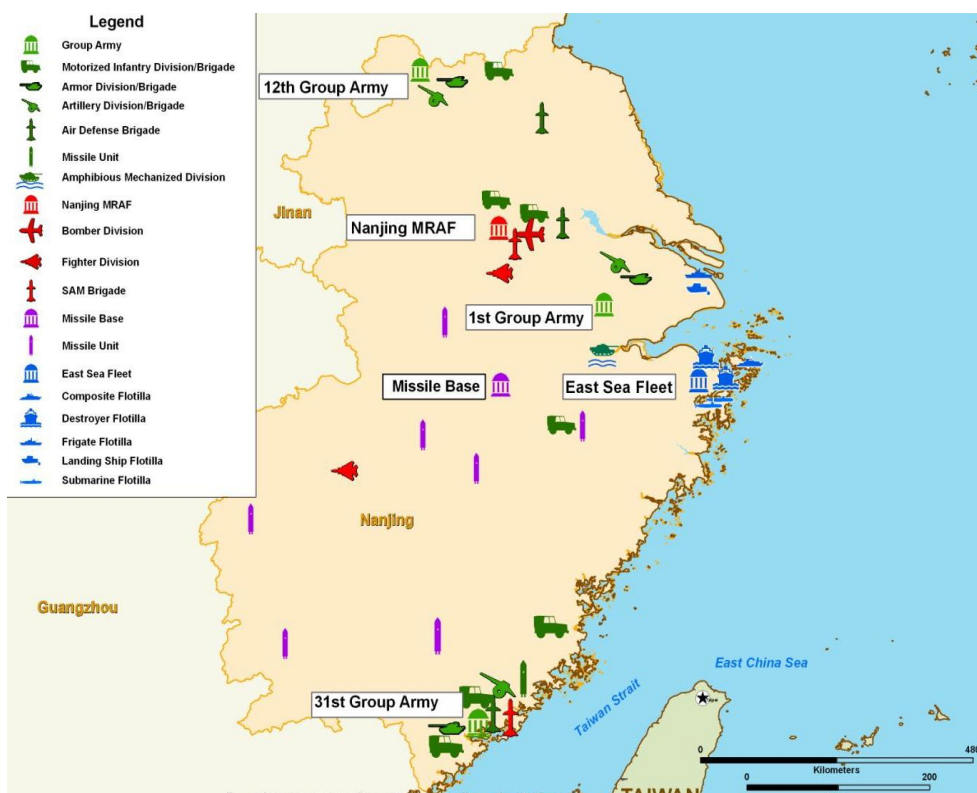 Legend
Group Army
Motorized Infantry Division/Brigade
Armor Division/Brigade
Artillery Division/Brigade
Air Defense Brigade
Missile Unit
Amphibious Mechanized Division
Nanjing MRAF
Bomber Division
Fighter Division
SAM Brigade
Missile Base
Missile Unit
East Sea Fleet
Composite Flotilla
Destroyer Flotilla
Frigate Flotilla
Landing Ship Flotilla
Submarine Flotilla
12th Group Army
Jinan
Nanjing MRAF
1st Group Army
Missile Base
East Sea Fleet
Nanjing
Guangzhou
31st Group Army
East China Sea
Taiwan Strait
0 480
Kilometers
0 200
TAIWAN